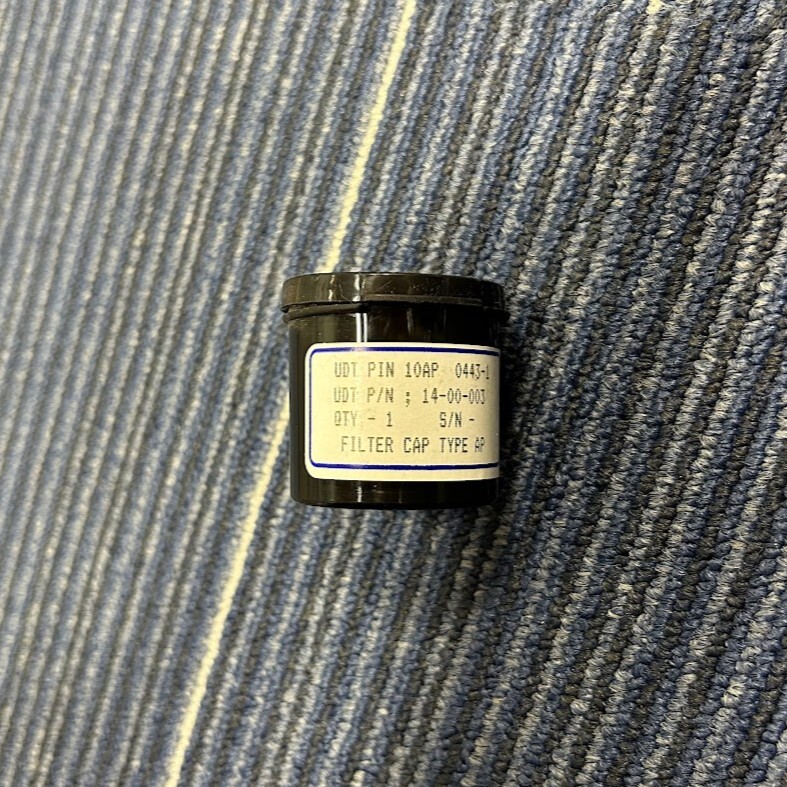 UDT PIN 10AP 0443-1
UDT P/N ; 14-00-003
QTY - 1 S/N -
FILTER CAP TYPE AP